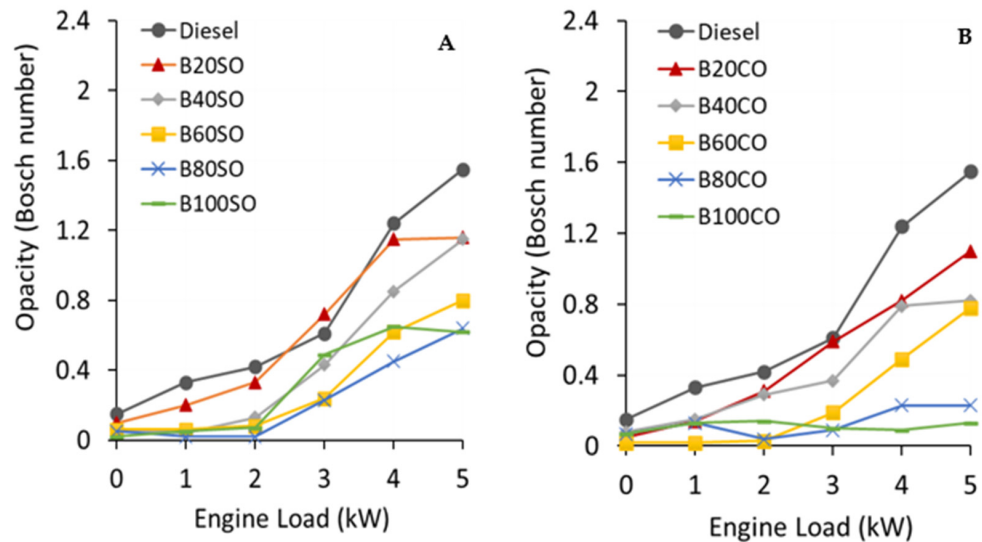 A
Opacity (Bosch number)
2.4
2
1.6
1.2
0.8
0.4
0
Diesel
B20SO
B40SO
B60SO
B80SO
B100SO
0 1 2 3 4 5
Engine Load (kW)
B
Opacity (Bosch number)
2.4
2
1.6
1.2
0.8
0.4
0
Diesel
B20CO
B40CO
B60CO
B80CO
B100CO
0 1 2 3 4 5
Engine Load (kW)